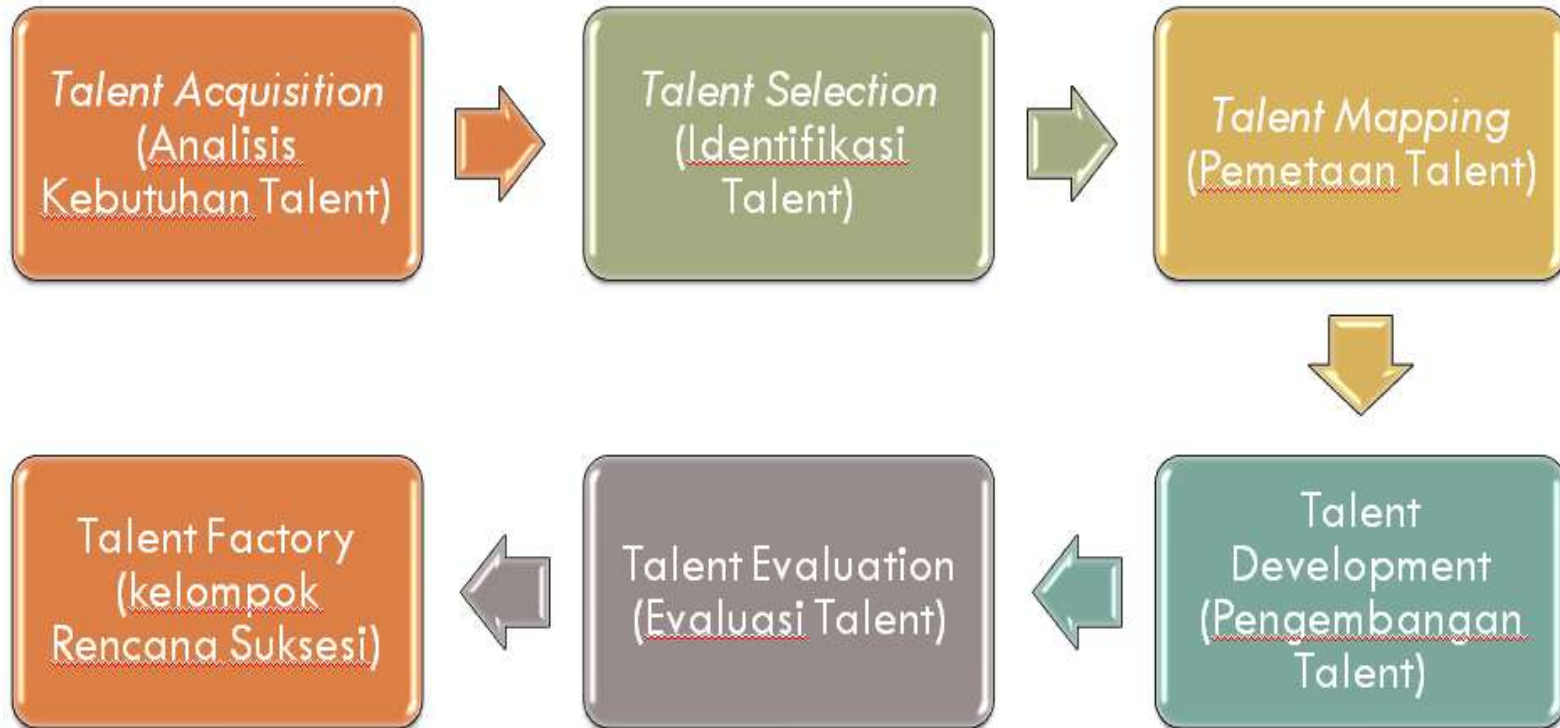 Talent Acquisition
(Analisis
Kebutuhan Talent)
Talent Selection
(Identifikasi
Talent)
Talent Mapping
(Pemetaan Talent)
Talent
Development
(Pengembangan
Talent)
Talent Evaluation
(Evaluasi Talent)
Talent Factory
(kelompok
Rencana Suksesi)